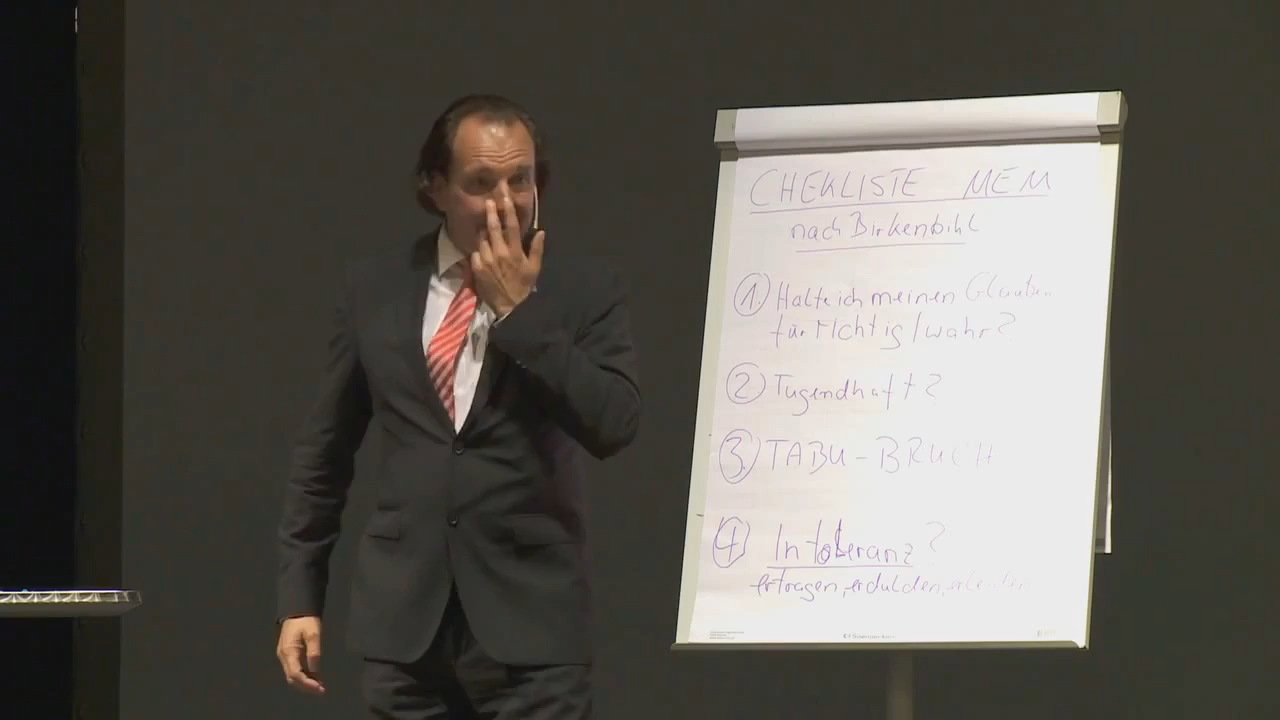 CHEKLISTE MEM
nach Birkenbihl
1. Halte ich meinen Glauben
für richtig/wahr?
2 Tugendhaft?
3. TABU-BRUCH
4 Intoleranz?
ertragen, erdulden,